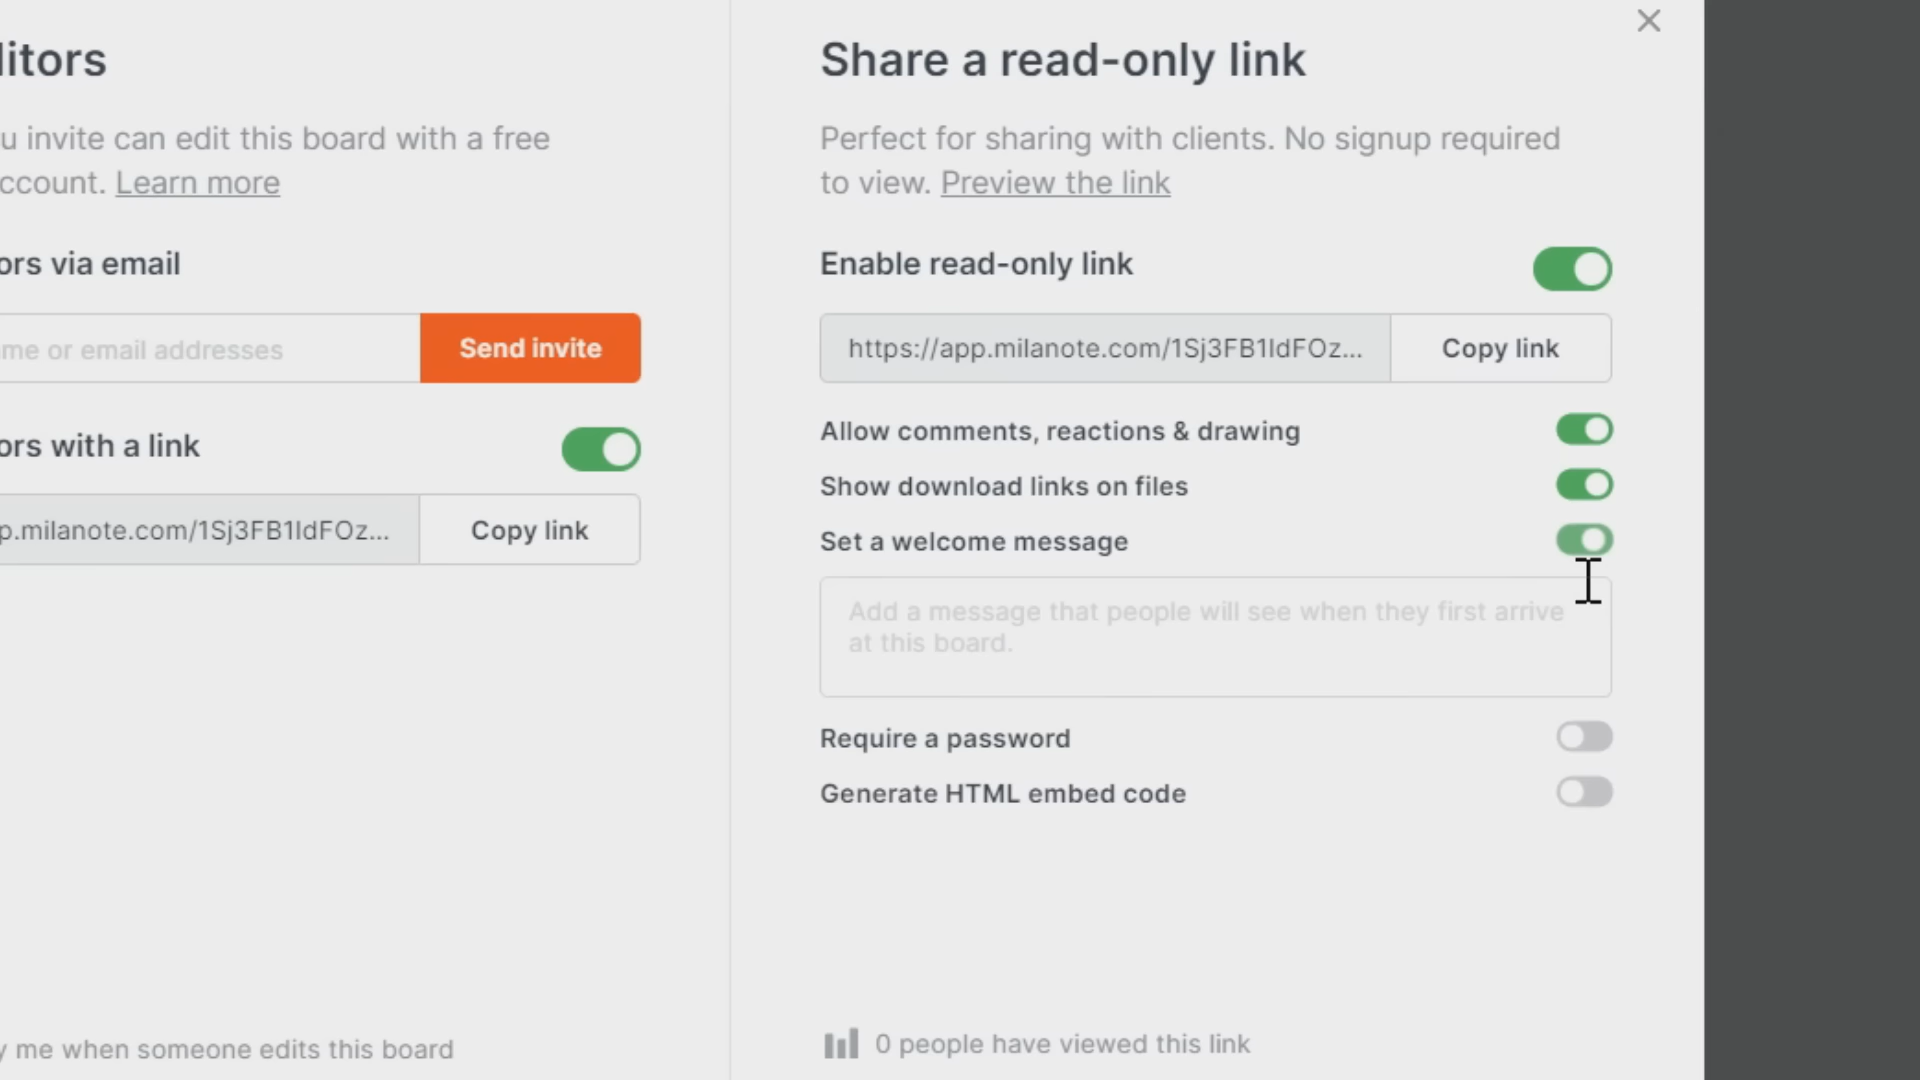 litors
u invite can edit this board with a free
ccount. Learn more
ors via email
me or email addresses
Send invite
ors with a link
p.milanote.com/1Sj3FB1IdFOz...
Copy link
y me when someone edits this board
Share a read-only link
Perfect for sharing with clients. No signup required
to view. Preview the link
Enable read-only link
https://app.milanote.com/1Sj3FB1IdFOz...
Copy link
Allow comments, reactions & drawing
Show download links on files
Set a welcome message
Add a message that people will see when they first arrive
at this board.
Require a password
Generate HTML embed code
0 people have viewed this link